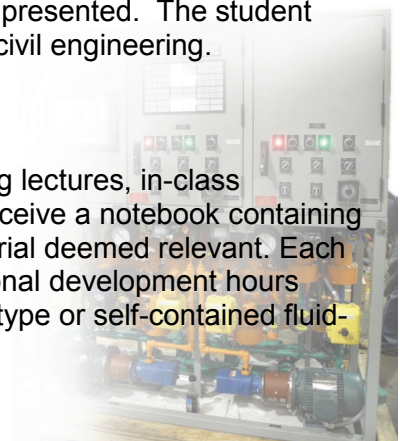 presented.  The student
civil engineering.
g lectures, in-class
ceive a notebook containing
rial deemed relevant. Each
onal development hours
type or self-contained fluid-